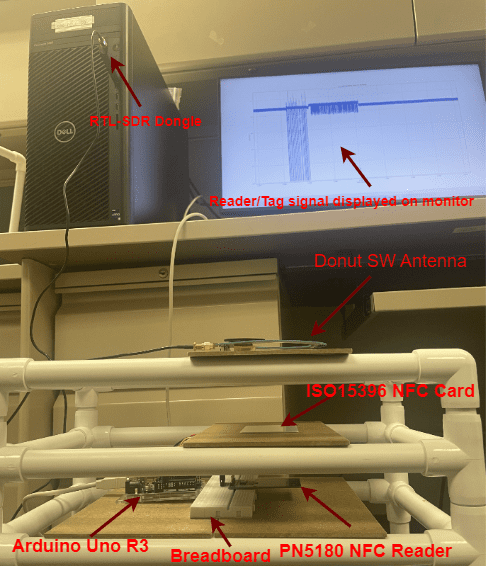 RTL-SDR Dongle
DELL
Reader/Tag signal displayed on monitor
Donut SW Antenna
ISO15396 NFC Card
Arduino Uno R3
Breadboard
PN5180 NFC Reader